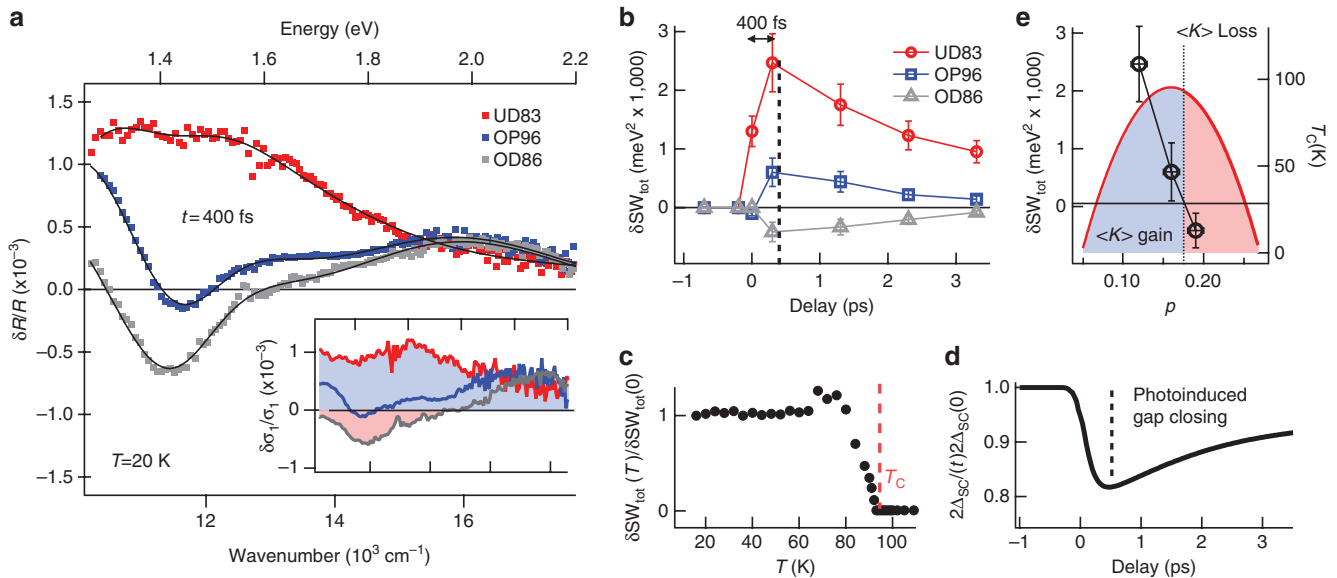 a
Energy (eV)
1.4 1.6 1.8 2.0 2.2
1.5
1.0
0.5
0.0
−0.5
−1.0
−1.5
δR/R (x10⁻³)
UD83
OP96
OD86
t = 400 fs
T=20 K
δσ₁/σ₁ (x10⁻³)
1
0
−1
12 14 16
Wavenumber (10³ cm⁻¹)
b
400 fs
δSW_tot (meV² x 1,000)
3
2
1
0
UD83
OP96
OD86
−1 0 1 2 3
Delay (ps)
e
<K> Loss
δSW_tot (meV² x 1,000)
3
2
1
0
100
50
0
T_C(K)
<K> gain
0.10 0.20
p
c
δSW_tot (T)/δSW_tot(0)
1
0
T_C
20 40 60 80 100
T (K)
d
2Δ_SC/(t)2Δ_SC(0)
1.0
0.9
0.8
Photoinduced
gap closing
−1 0 1 2 3
Delay (ps)